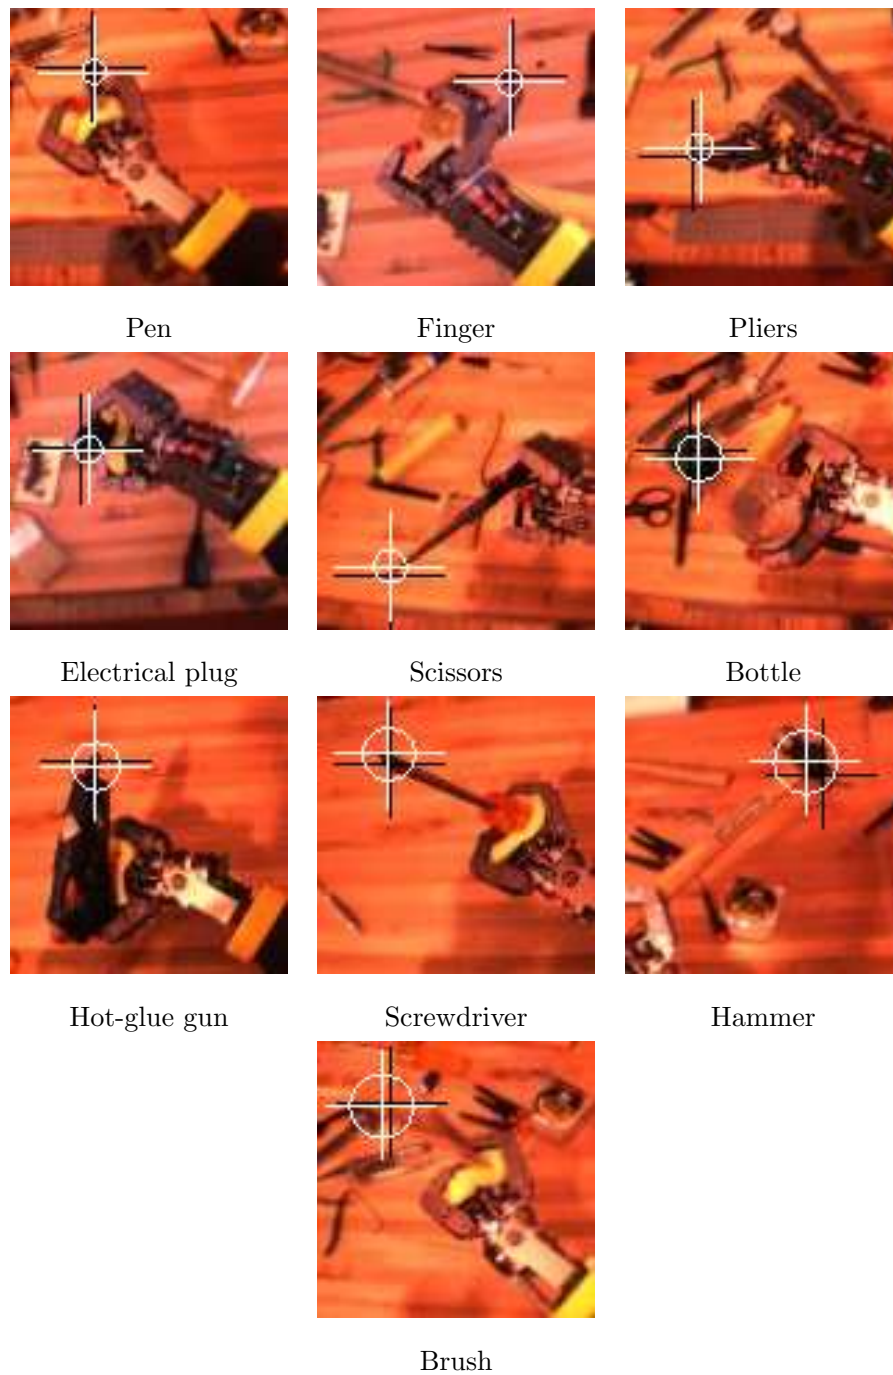 Pen
Finger
Pliers
Electrical plug
Scissors
Bottle
Hot-glue gun
Screwdriver
Hammer
Brush